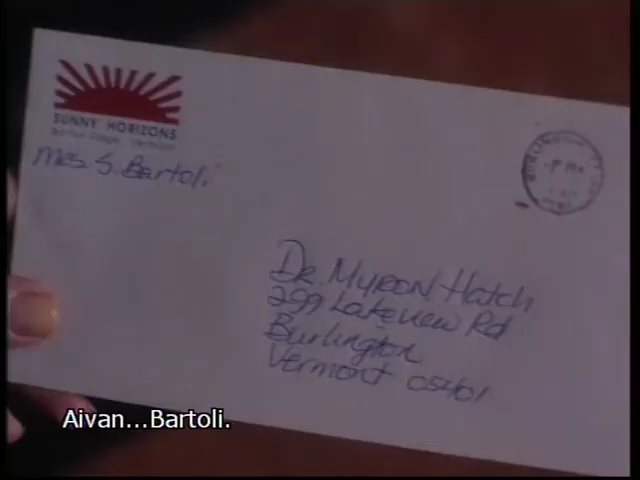 SUNNY HORIZONS
Mrs S. Bartoli
DR. MYRON Hatch
299 Lakeview Rd
Burlington
Vermont 05401
Aivan...Bartoli.